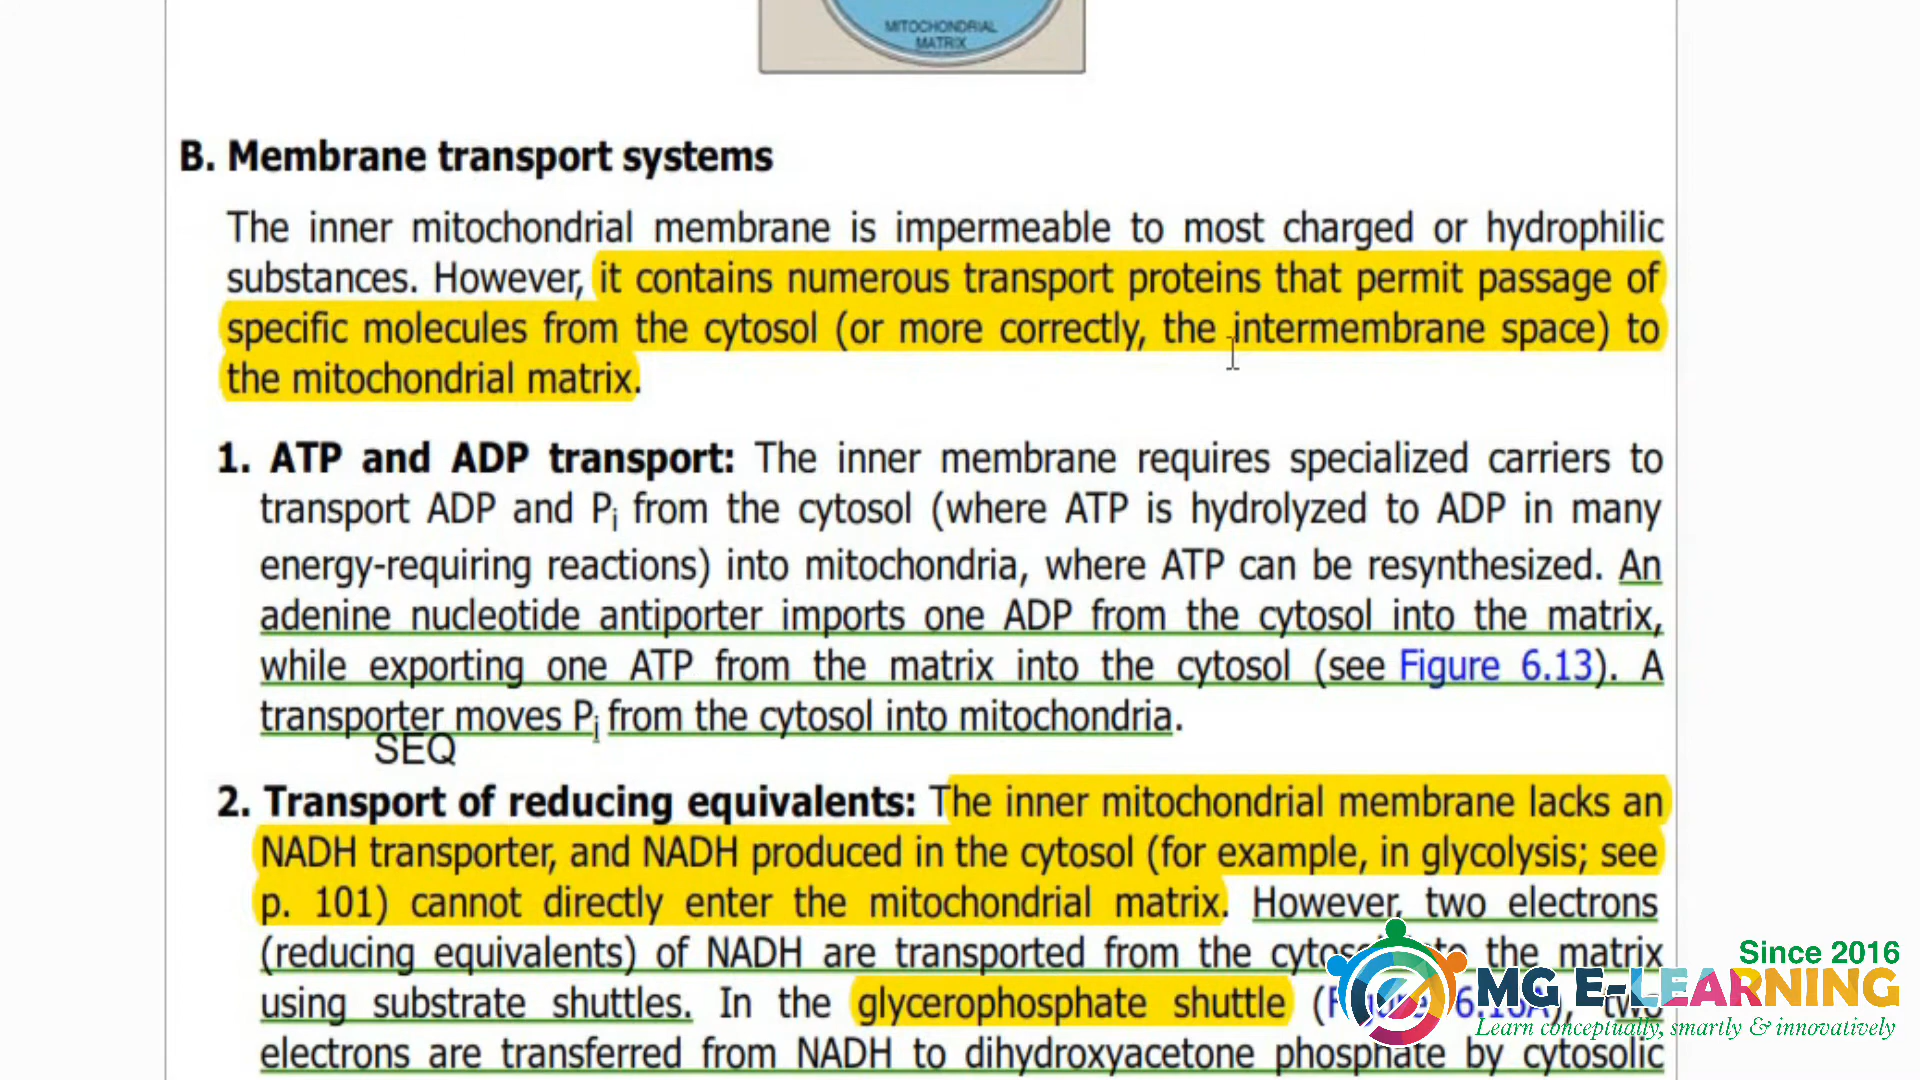 MITOCHONDRIAL
MATRIX
B. Membrane transport systems
The inner mitochondrial membrane is impermeable to most charged or hydrophilic
substances. However, it contains numerous transport proteins that permit passage of
specific molecules from the cytosol (or more correctly, the intermembrane space) to
the mitochondrial matrix.
1. ATP and ADP transport: The inner membrane requires specialized carriers to
transport ADP and Pi from the cytosol (where ATP is hydrolyzed to ADP in many
energy-requiring reactions) into mitochondria, where ATP can be resynthesized. An
adenine nucleotide antiporter imports one ADP from the cytosol into the matrix,
while exporting one ATP from the matrix into the cytosol (see Figure 6.13). A
transporter moves Pi from the cytosol into mitochondria.
SEQ
2. Transport of reducing equivalents: The inner mitochondrial membrane lacks an
NADH transporter, and NADH produced in the cytosol (for example, in glycolysis; see
p. 101) cannot directly enter the mitochondrial matrix. However, two electrons
(reducing equivalents) of NADH are transported from the the matrix
using substrate shuttles. In the glycerophosphate shuttle two
electrons are transferred from NADH to dihydroxyacetone phosphate by cytosolic
Since 2016
MG E-LEARNING
Learn conceptually, smartly & innovatively